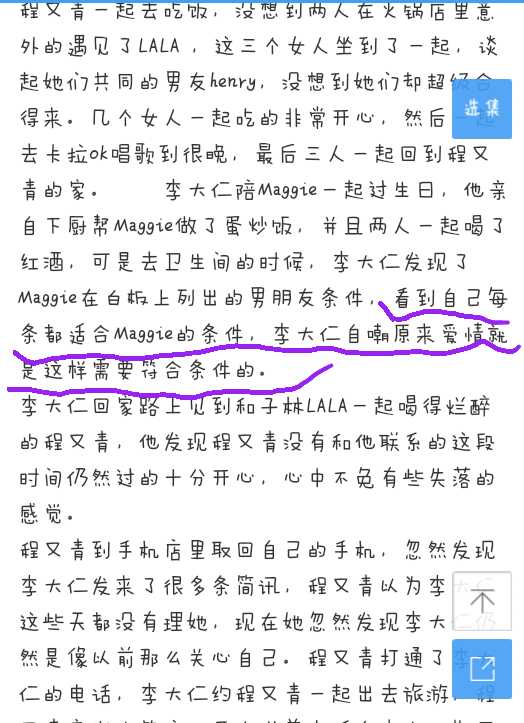 程又青一起去吃饭，没想到两人在火锅店里意
外的遇见了LALA，这三个女人坐到了一起，谈
起她们共同的男友henry，没想到她们却超级合
得来。几个女人一起吃的非常开心，然后一起
选集
去卡拉ok唱歌到很晚，最后三人一起回到程又
青的家。 李大仁陪Maggie一起过生日，他亲
自下厨帮Maggie做了蛋炒饭，并且两人一起喝了
红酒，可是去卫生间的时候，李大仁发现了
Maggie在白板上列出的男朋友条件，看到自己每
条都适合Maggie的条件，李大仁自嘲原来爱情就
是这样需要符合条件的。
李大仁回家路上见到和子林LALA一起喝得烂醉
的程又青，他发现程又青没有和他联系的这段
时间仍然过的十分开心，心中不免有些失落的
感觉。
程又青到手机店里取回自己的手机，忽然发现
李大仁发来了很多条简讯，程又青以为李大仁
这些天都没有理她，现在她忽然发现李大仁仍
然是像以前那么关心自己。程又青打通了李大
仁的电话，李大仁约程又青一起出去旅游，程